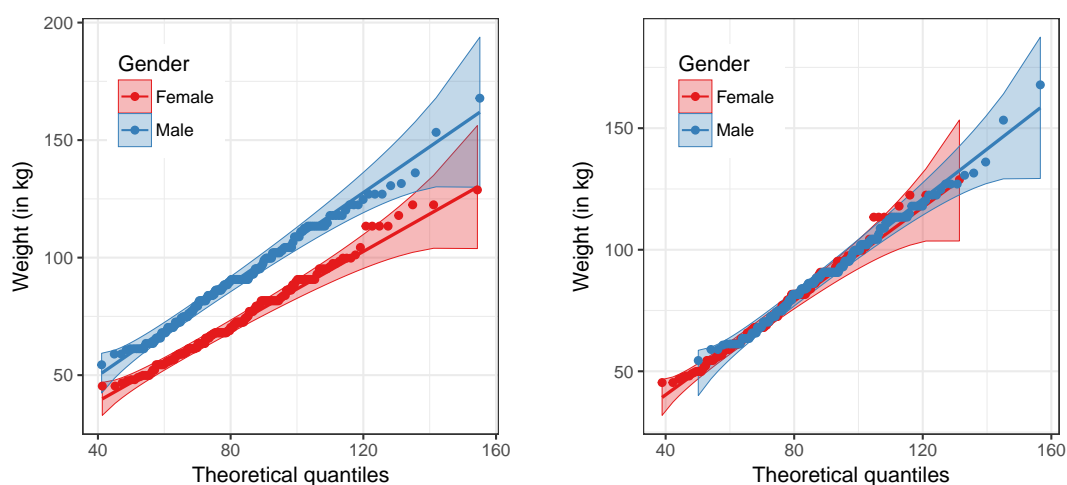 200
150
100
50
Weight (in kg)
Gender
Female
Male
40
80
120
160
Theoretical quantiles
150
100
50
Weight (in kg)
Gender
Female
Male
40
80
120
160
Theoretical quantiles